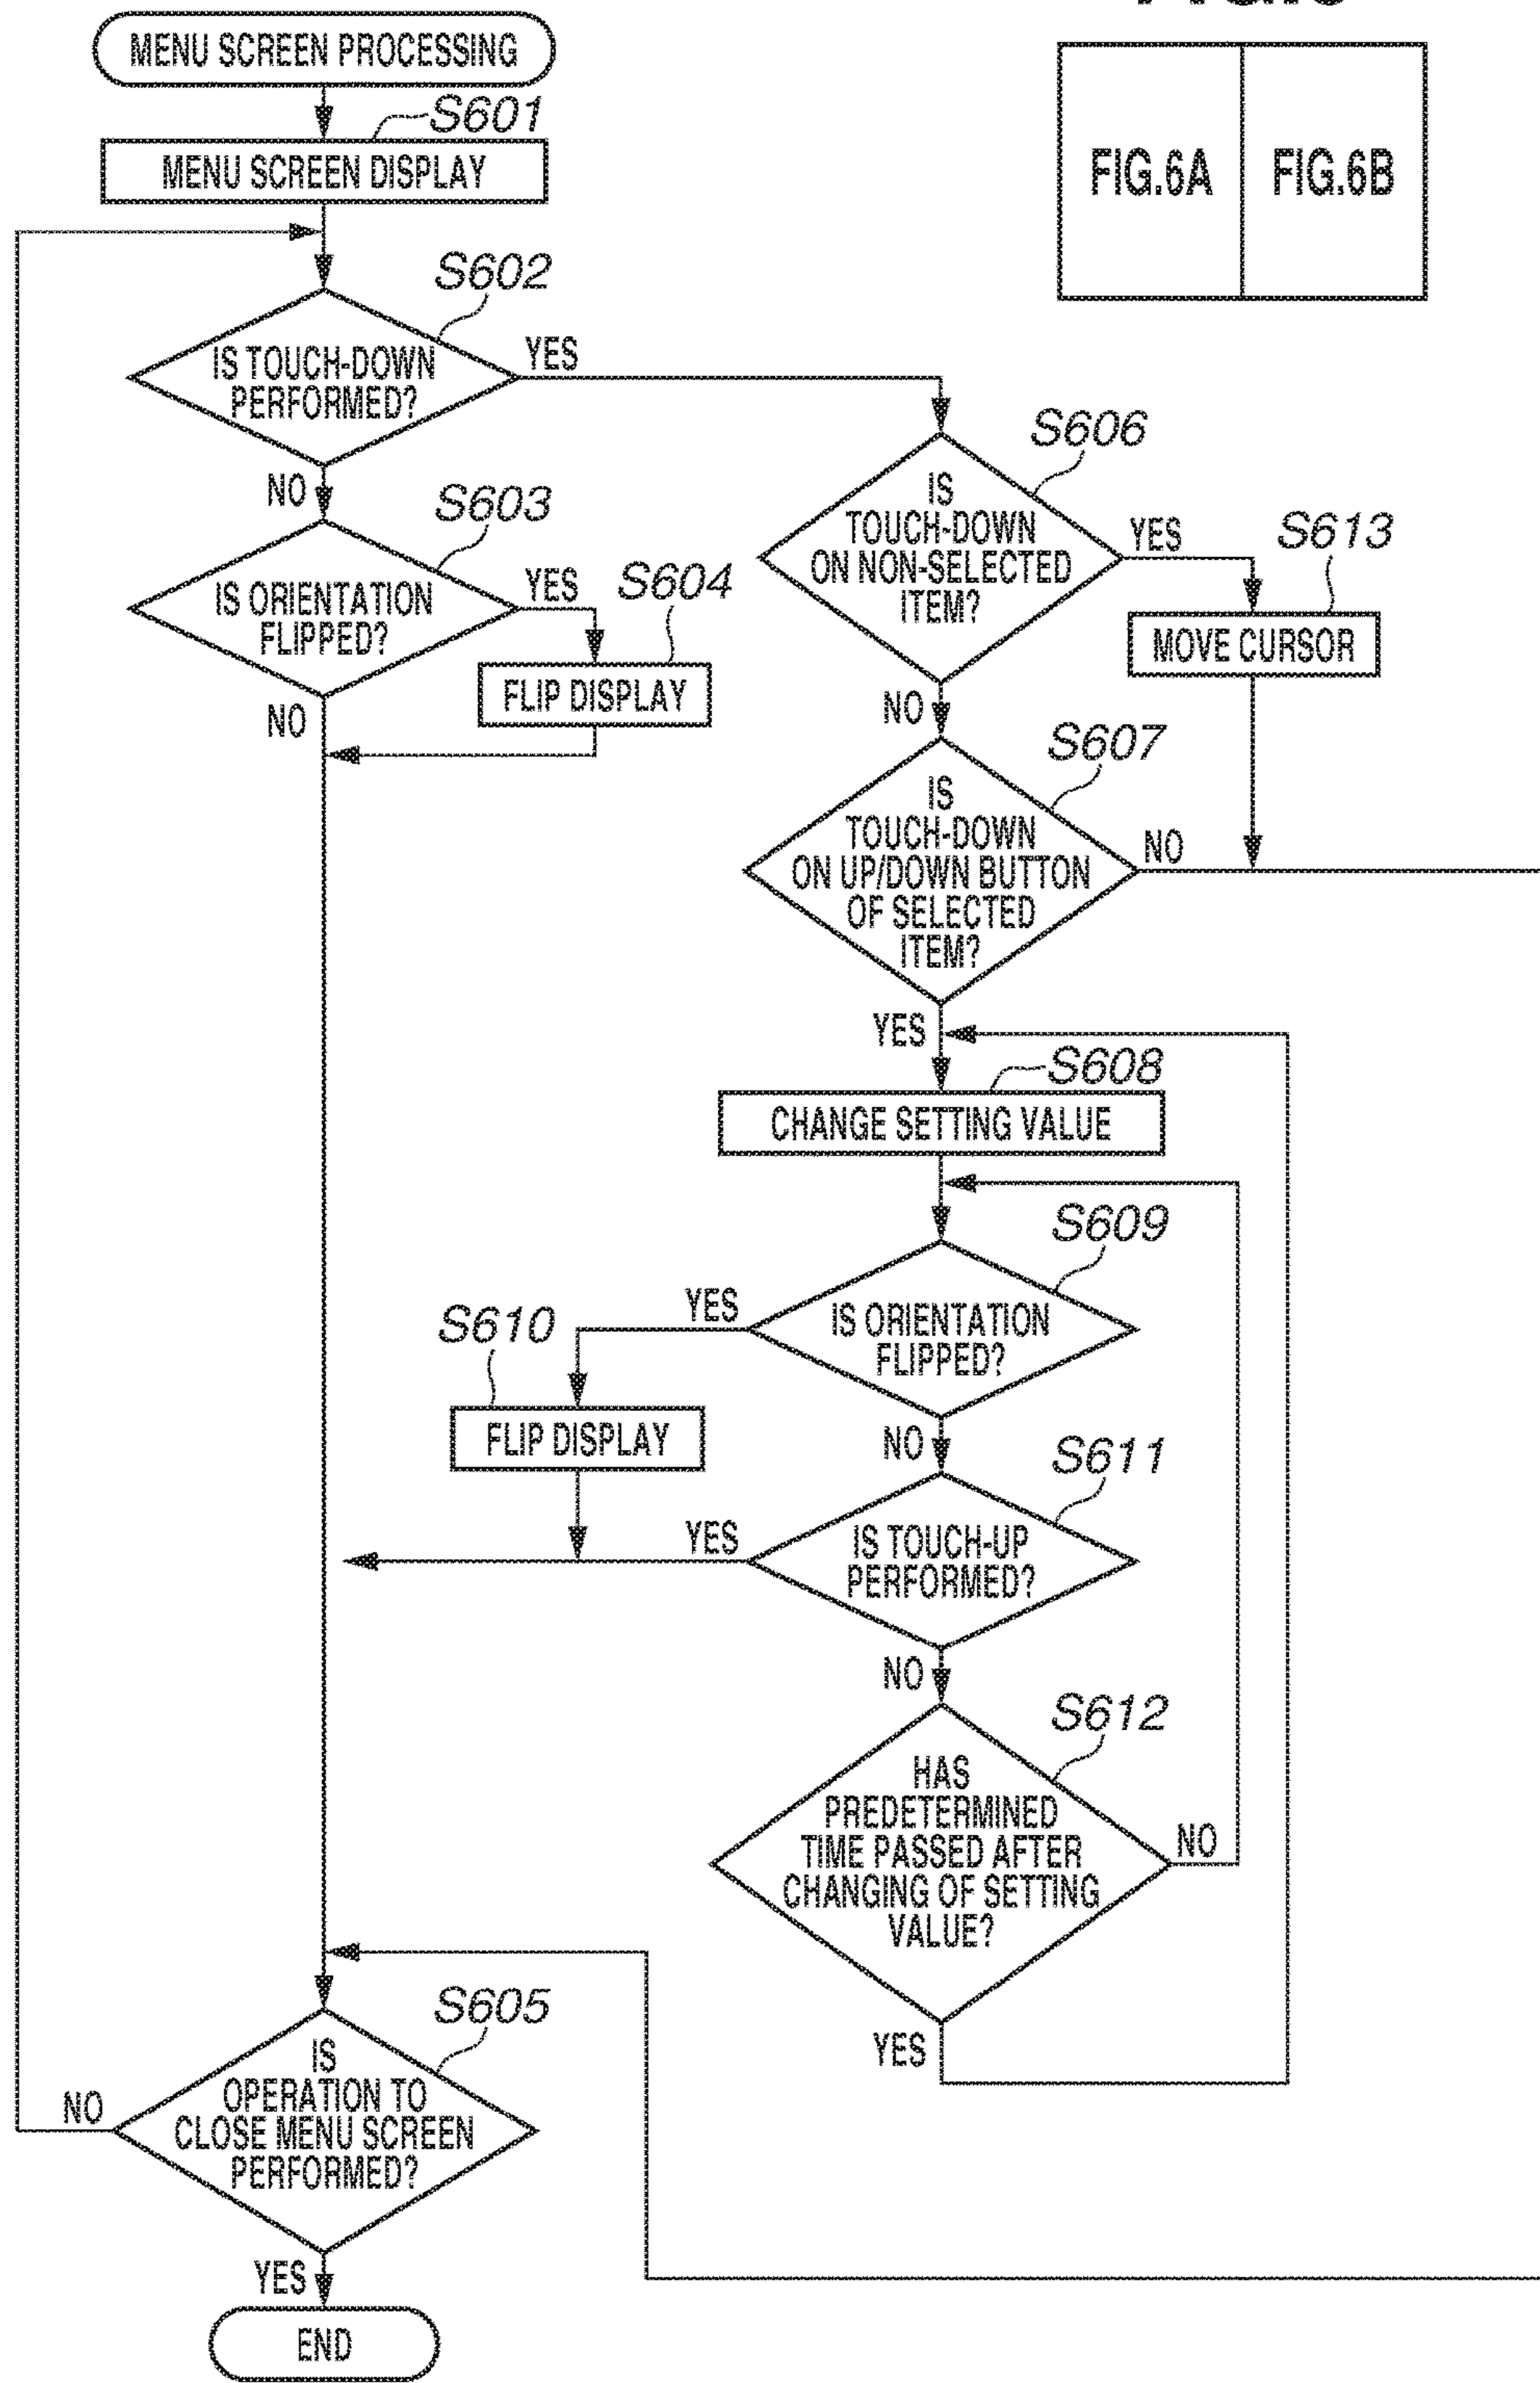 MENU SCREEN PROCESSING
S601
MENU SCREEN DISPLAY
FIG.6A
FIG.6B
S602
IS TOUCH-DOWN
PERFORMED?
YES
NO
S603
IS ORIENTATION
FLIPPED?
YES
S604
FLIP DISPLAY
NO
S606
IS
TOUCH-DOWN
ON NON-SELECTED
ITEM?
YES
S613
MOVE CURSOR
NO
S607
IS
TOUCH-DOWN
ON UP/DOWN BUTTON
OF SELECTED
ITEM?
NO
YES
S608
CHANGE SETTING VALUE
S609
IS ORIENTATION
FLIPPED?
YES
S610
FLIP DISPLAY
NO
S611
IS TOUCH-UP
PERFORMED?
YES
NO
S612
HAS
PREDETERMINED
TIME PASSED AFTER
CHANGING OF SETTING
VALUE?
NO
YES
S605
IS
OPERATION TO
CLOSE MENU SCREEN
PERFORMED?
NO
YES
END